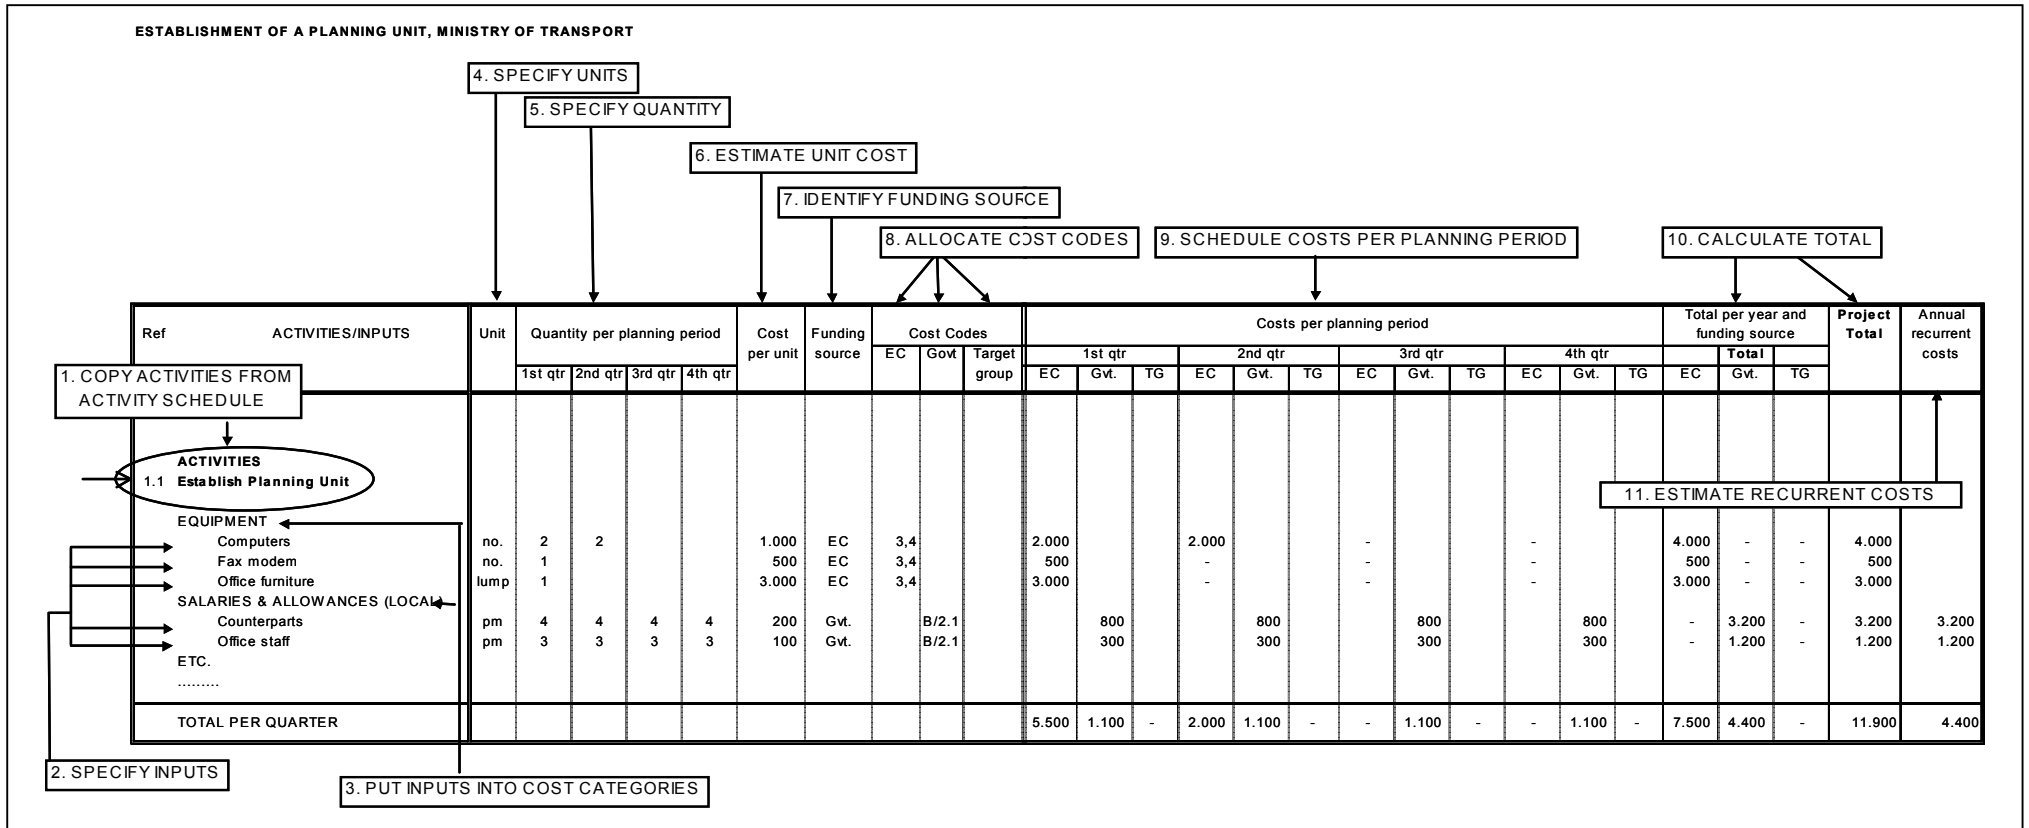 ESTABLISHMENT OF A PLANNING UNIT, MINISTRY OF TRANSPORT
4. SPECIFY UNITS
5. SPECIFY QUANTITY
6. ESTIMATE UNIT COST
7. IDENTIFY FUNDING SOURCE
8. ALLOCATE COST CODES
9. SCHEDULE COSTS PER PLANNING PERIOD
10. CALCULATE TOTAL
Ref ACTIVITIES/INPUTS Unit Quantity per planning period Cost per unit Funding source Cost Codes Costs per planning period Total per year and funding source Project Total Annual recurrent costs
EC Govt Target group 1st qtr 2nd qtr 3rd qtr 4th qtr Total
1st qtr 2nd qtr 3rd qtr 4th qtr EC Gvt. TG EC Gvt. TG EC Gvt. TG EC Gvt. TG EC Gvt. TG
1. COPY ACTIVITIES FROM
ACTIVITY SCHEDULE
ACTIVITIES
1.1 Establish Planning Unit
11. ESTIMATE RECURRENT COSTS
EQUIPMENT
Computers no. 2 2 1.000 EC 3,4 2.000 2.000 - - 4.000 - - 4.000
Fax modem no. 1 500 EC 3,4 500 - - - 500 - - 500
Office furniture lump 1 3.000 EC 3,4 3.000 - - - 3.000 - - 3.000
SALARIES & ALLOWANCES (LOCAL)
Counterparts pm 4 4 4 4 200 Gvt. B/2.1 800 800 800 800 - 3.200 - 3.200 3.200
Office staff pm 3 3 3 3 100 Gvt. B/2.1 300 300 300 300 - 1.200 - 1.200 1.200
ETC.
.........
TOTAL PER QUARTER 5.500 1.100 - 2.000 1.100 - - 1.100 - - 1.100 - 7.500 4.400 - 11.900 4.400
2. SPECIFY INPUTS
3. PUT INPUTS INTO COST CATEGORIES